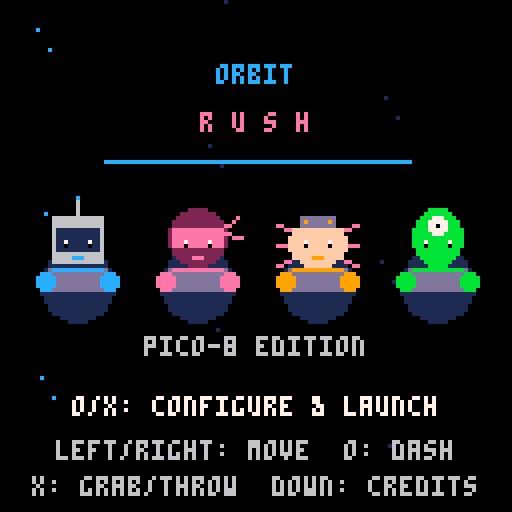 ORBIT
R U S H
PICO-8 EDITION
O/X: CONFIGURE & LAUNCH
LEFT/RIGHT: MOVE  O: DASH
X: GRAB/THROW  DOWN: CREDITS